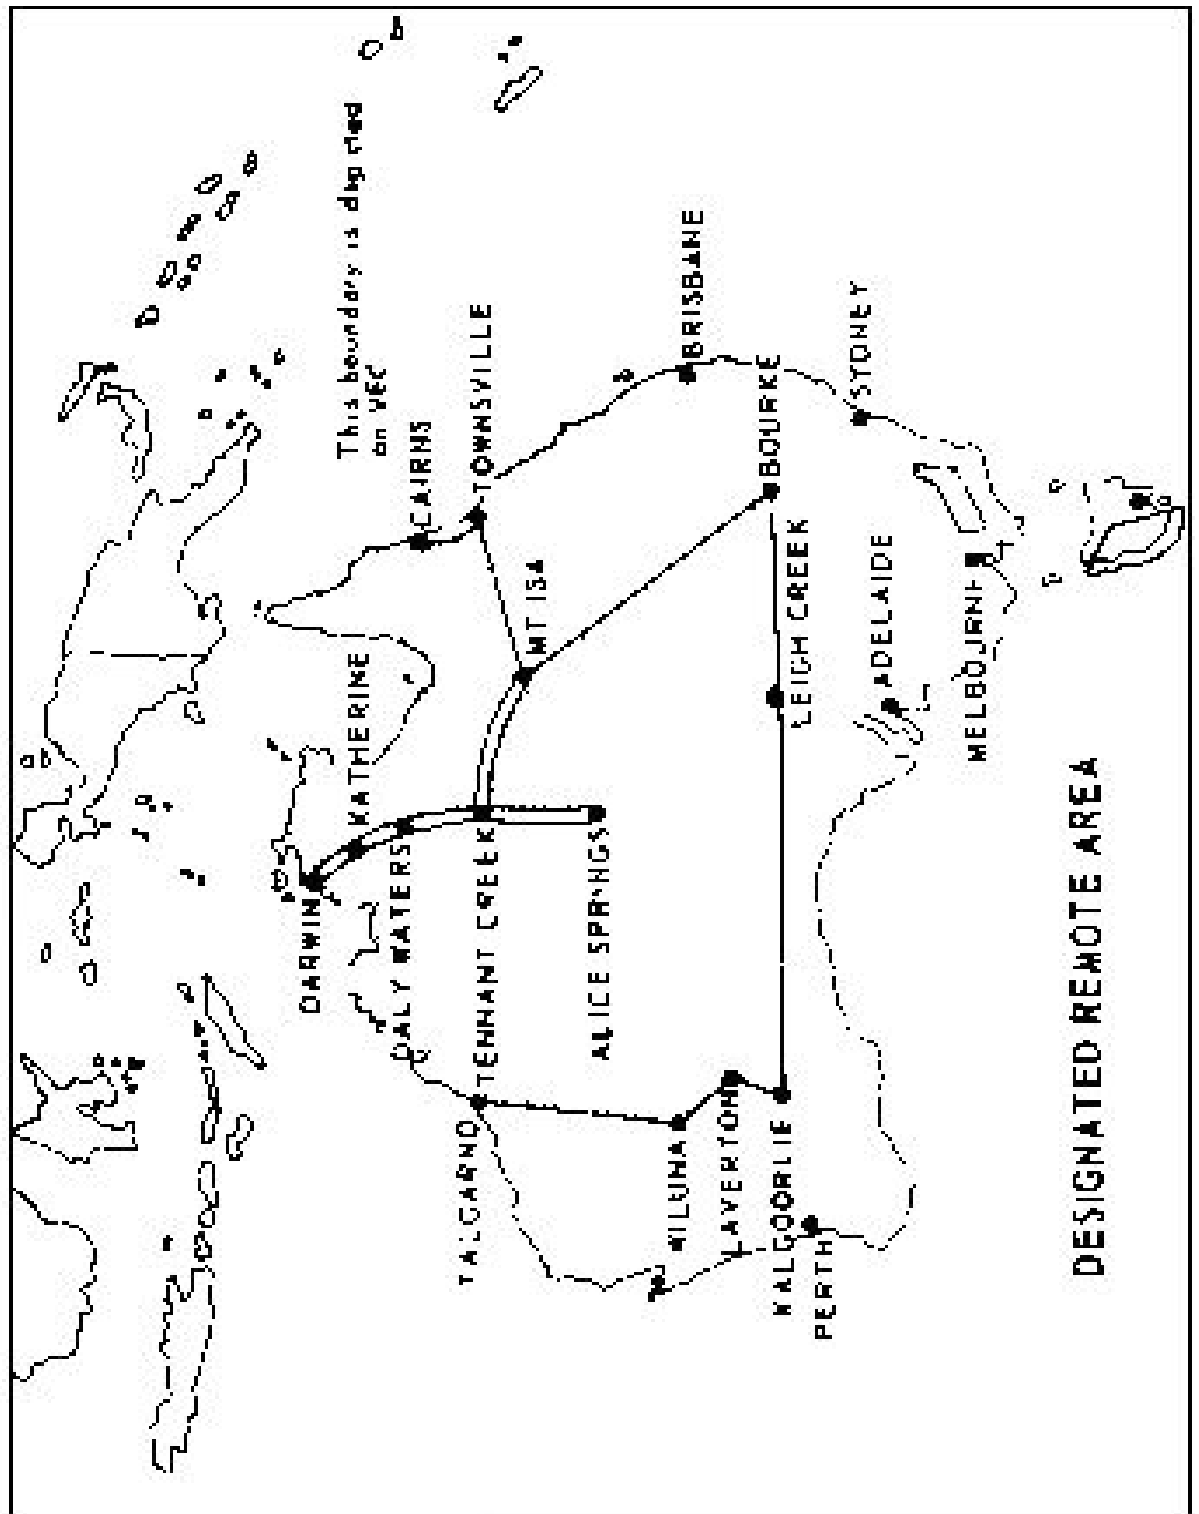 This boundary is depicted
on VEC
CAIRNS
TOWNSVILLE
BRISBANE
BOURKE
SYDNEY
MT ISA
KATHERINE
LEIGH CREEK
ADELAIDE
MELBOURNE
DARWIN
DALY WATERS
TENNANT CREEK
ALICE SPRINGS
TALGARNO
WILUNA
LAVERTON
KALGOORLIE
PERTH
DESIGNATED REMOTE AREA